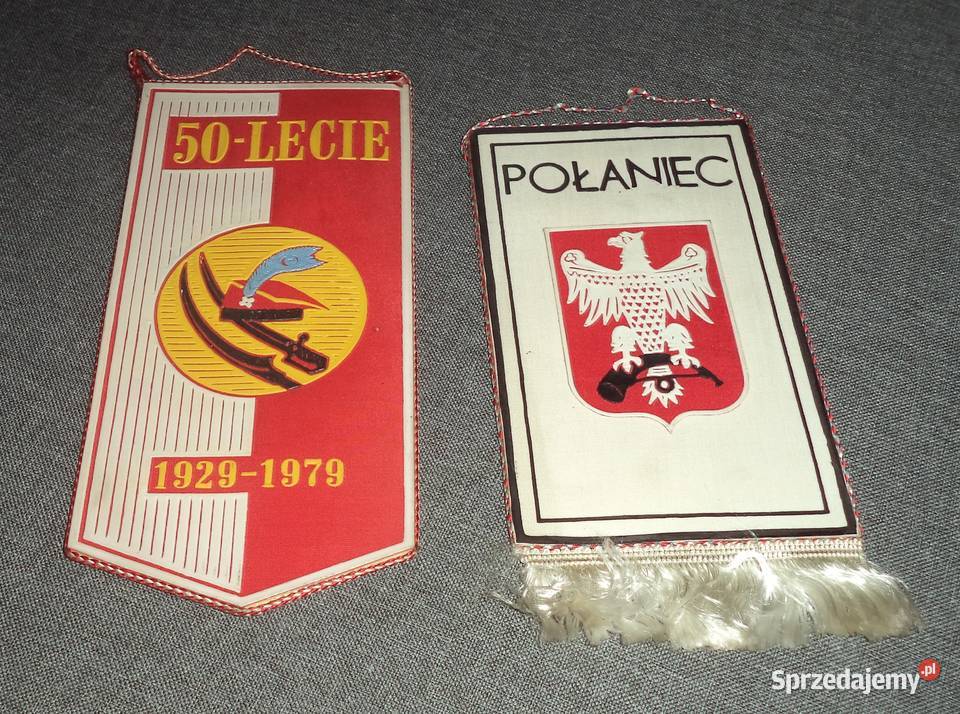 50-LECIE
1929-1979
POŁANIEC
Sprzedajemy.pl